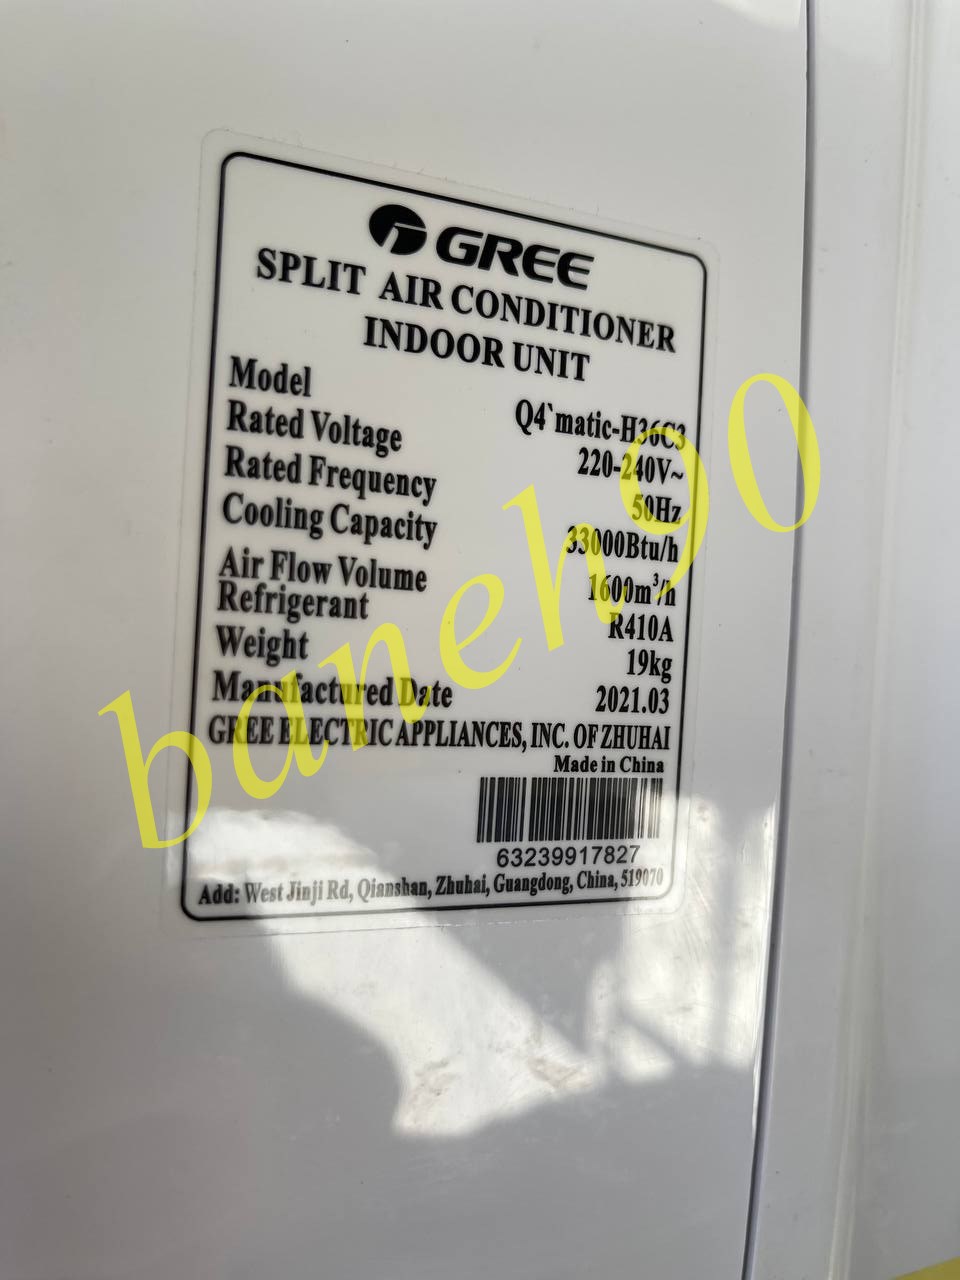 GREE
SPLIT AIR CONDITIONER
INDOOR UNIT
Model Q4`matic-H36C3
Rated Voltage 220-240V~
Rated Frequency 50Hz
Cooling Capacity 33000Btu/h
Air Flow Volume 1600m³/h
Refrigerant R410A
Weight 19kg
Manufactured Date 2021.03
GREE ELECTRIC APPLIANCES, INC. OF ZHUHAI
Made in China
63239917827
Add: West Jinji Rd, Qianshan, Zhuhai, Guangdong, China, 519070
baneh90